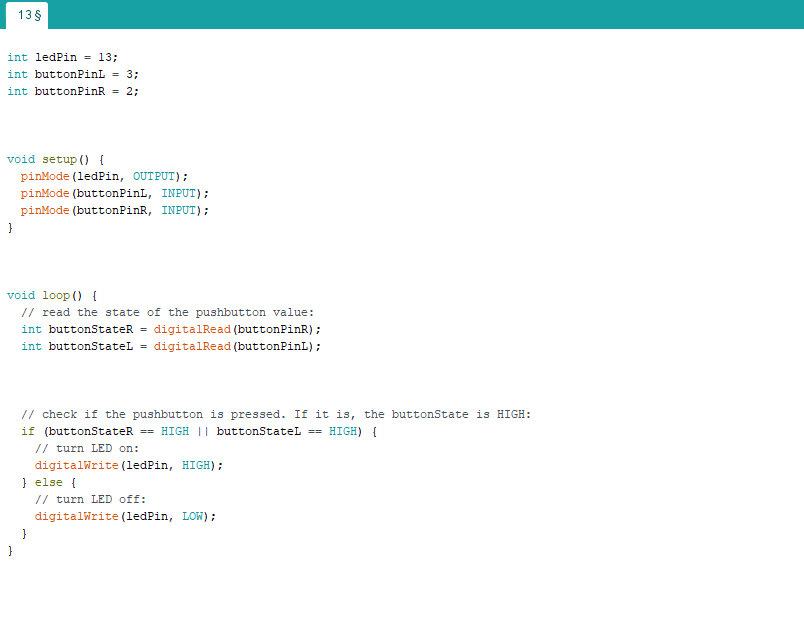 13 §
int ledPin = 13;
int buttonPinL = 3;
int buttonPinR = 2;
void setup() {
  pinMode(ledPin, OUTPUT);
  pinMode(buttonPinL, INPUT);
  pinMode(buttonPinR, INPUT);
}
void loop() {
  // read the state of the pushbutton value:
  int buttonStateR = digitalRead(buttonPinR);
  int buttonStateL = digitalRead(buttonPinL);
  // check if the pushbutton is pressed. If it is, the buttonState is HIGH:
  if (buttonStateR == HIGH || buttonStateL == HIGH) {
    // turn LED on:
    digitalWrite(ledPin, HIGH);
  } else {
    // turn LED off:
    digitalWrite(ledPin, LOW);
  }
}